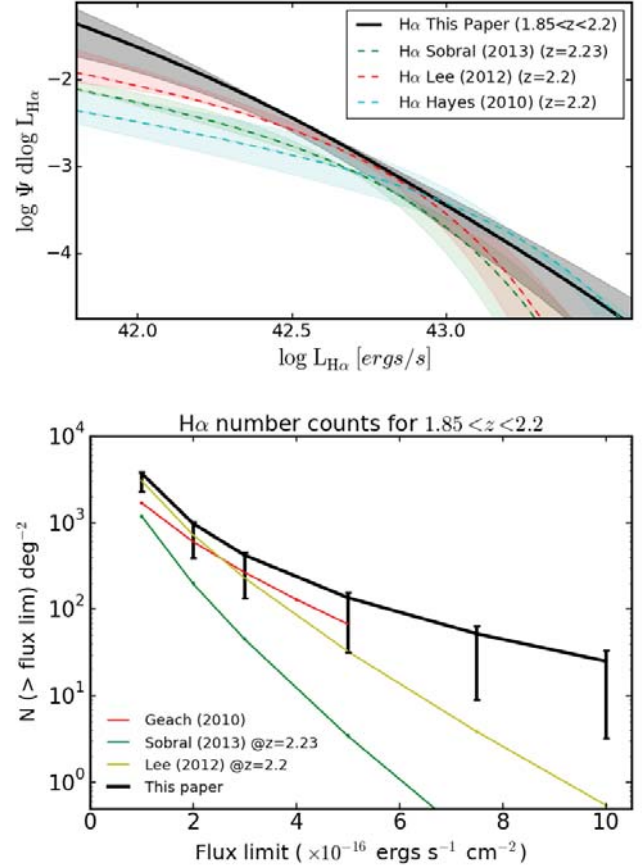 Hα This Paper (1.85<z<2.2)
Hα Sobral (2013) (z=2.23)
Hα Lee (2012) (z=2.2)
Hα Hayes (2010) (z=2.2)
log Ψ dlog L_Hα
−2
−3
−4
42.0 42.5 43.0
log L_Hα [ergs/s]
Hα number counts for 1.85<z<2.2
N (> flux lim) deg⁻²
10⁴
10³
10²
10¹
10⁰
Geach (2010)
Sobral (2013) @z=2.23
Lee (2012) @z=2.2
This paper
0 2 4 6 8 10
Flux limit ( ×10⁻¹⁶ ergs s⁻¹ cm⁻²)